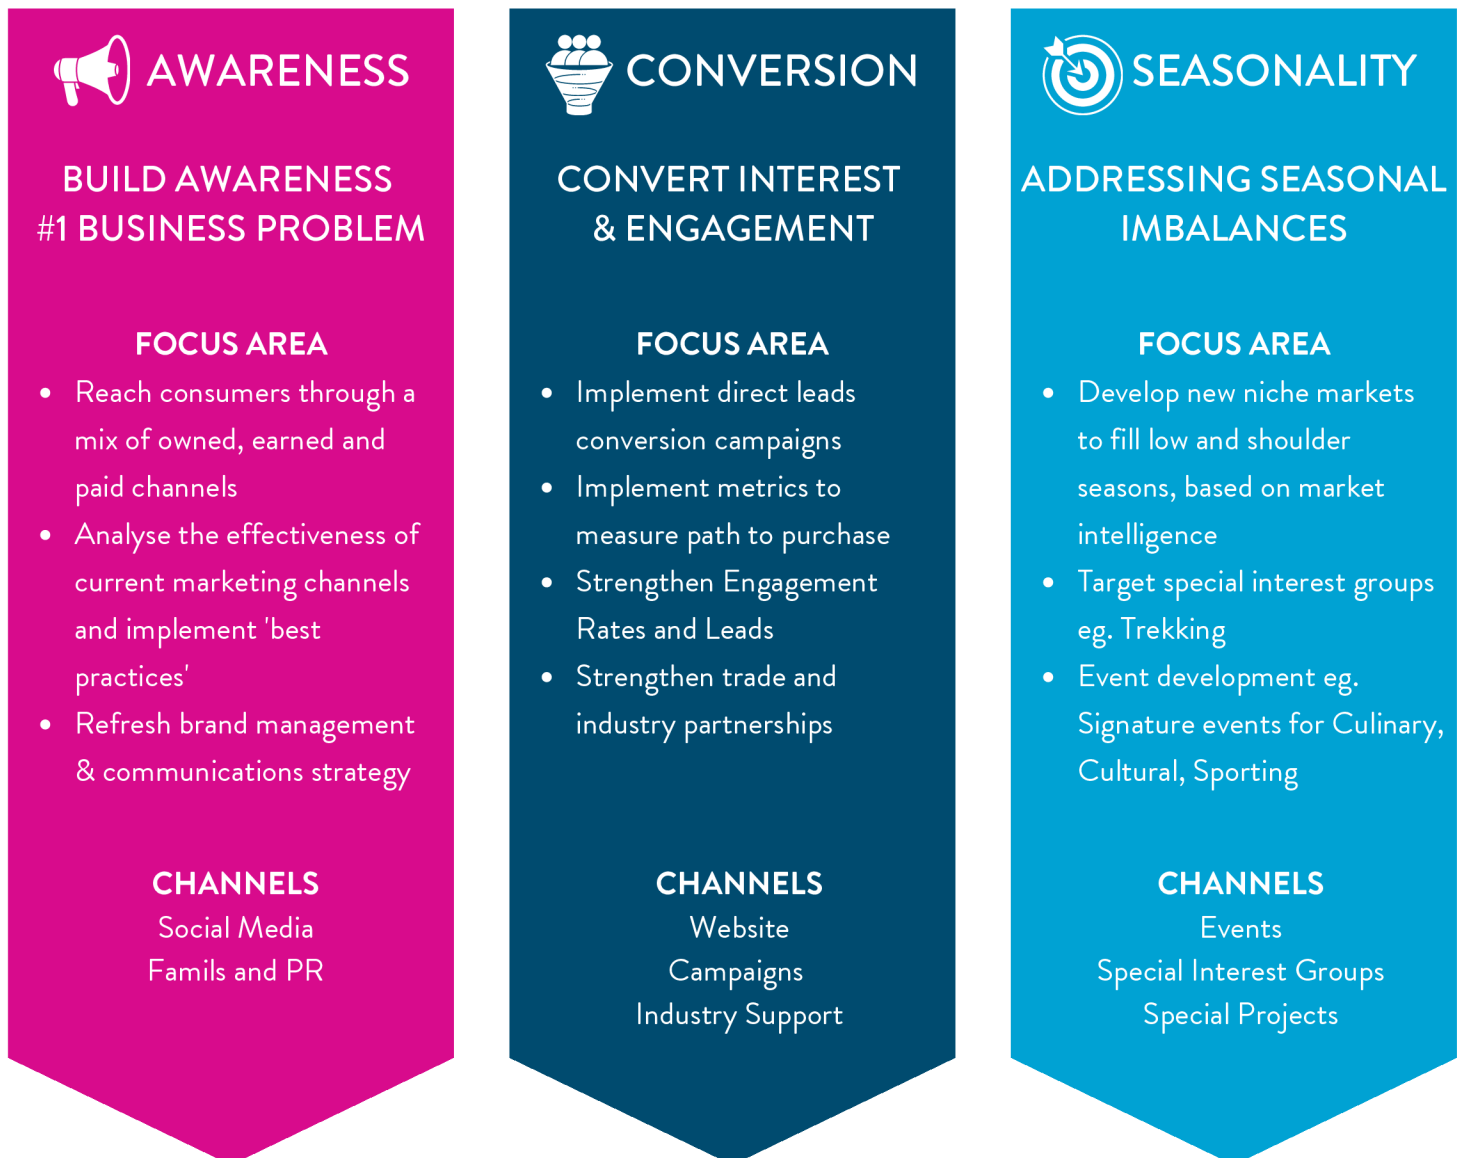 AWARENESS
BUILD AWARENESS
#1 BUSINESS PROBLEM
FOCUS AREA
• Reach consumers through a
mix of owned, earned and
paid channels
• Analyse the effectiveness of
current marketing channels
and implement 'best
practices'
• Refresh brand management
& communications strategy
CHANNELS
Social Media
Famils and PR
CONVERSION
CONVERT INTEREST
& ENGAGEMENT
FOCUS AREA
• Implement direct leads
conversion campaigns
• Implement metrics to
measure path to purchase
• Strengthen Engagement
Rates and Leads
• Strengthen trade and
industry partnerships
CHANNELS
Website
Campaigns
Industry Support
SEASONALITY
ADDRESSING SEASONAL
IMBALANCES
FOCUS AREA
• Develop new niche markets
to fill low and shoulder
seasons, based on market
intelligence
• Target special interest groups
eg. Trekking
• Event development eg.
Signature events for Culinary,
Cultural, Sporting
CHANNELS
Events
Special Interest Groups
Special Projects